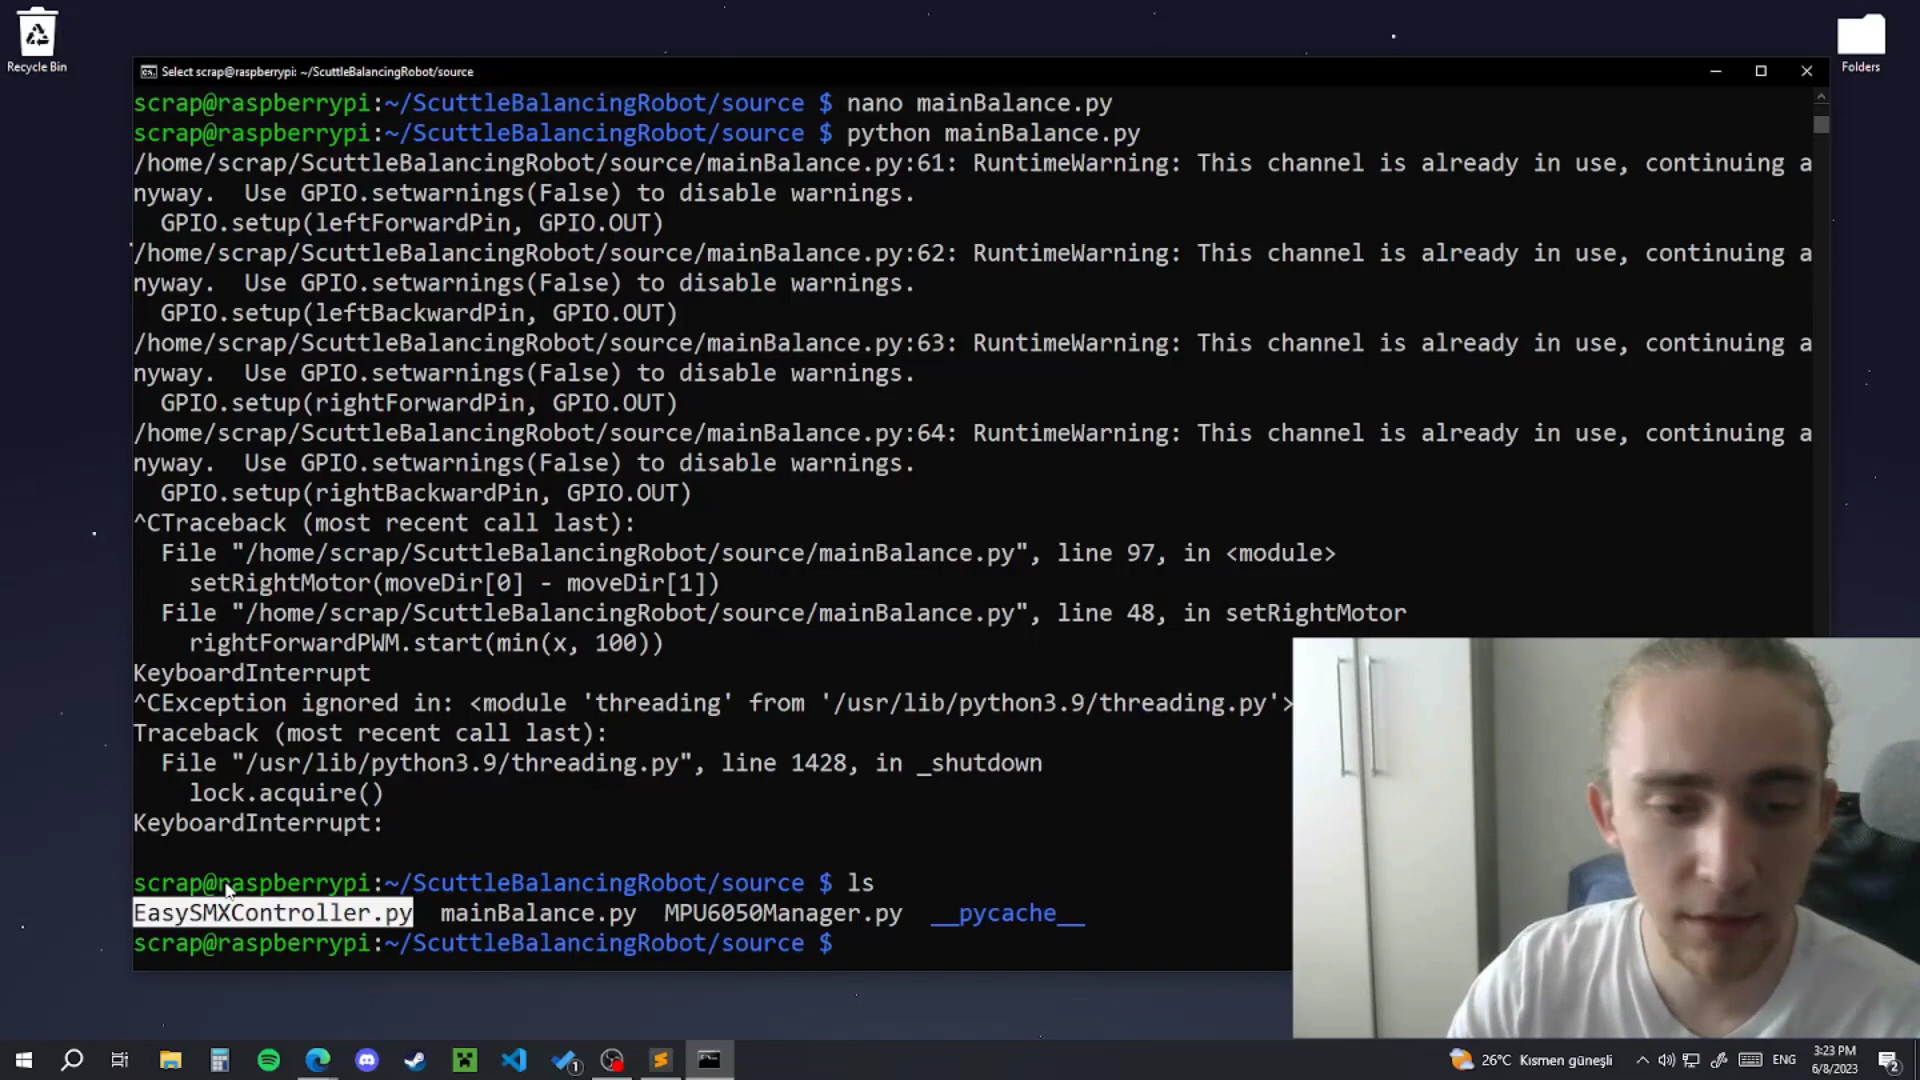 Recycle Bin
Folders
Select scrap@raspberrypi: ~/ScuttleBalancingRobot/source
scrap@raspberrypi:~/ScuttleBalancingRobot/source $ nano mainBalance.py
scrap@raspberrypi:~/ScuttleBalancingRobot/source $ python mainBalance.py
/home/scrap/ScuttleBalancingRobot/source/mainBalance.py:61: RuntimeWarning: This channel is already in use, continuing a
nyway.  Use GPIO.setwarnings(False) to disable warnings.
  GPIO.setup(leftForwardPin, GPIO.OUT)
/home/scrap/ScuttleBalancingRobot/source/mainBalance.py:62: RuntimeWarning: This channel is already in use, continuing a
nyway.  Use GPIO.setwarnings(False) to disable warnings.
  GPIO.setup(leftBackwardPin, GPIO.OUT)
/home/scrap/ScuttleBalancingRobot/source/mainBalance.py:63: RuntimeWarning: This channel is already in use, continuing a
nyway.  Use GPIO.setwarnings(False) to disable warnings.
  GPIO.setup(rightForwardPin, GPIO.OUT)
/home/scrap/ScuttleBalancingRobot/source/mainBalance.py:64: RuntimeWarning: This channel is already in use, continuing a
nyway.  Use GPIO.setwarnings(False) to disable warnings.
  GPIO.setup(rightBackwardPin, GPIO.OUT)
^CTraceback (most recent call last):
  File "/home/scrap/ScuttleBalancingRobot/source/mainBalance.py", line 97, in <module>
    setRightMotor(moveDir[0] - moveDir[1])
  File "/home/scrap/ScuttleBalancingRobot/source/mainBalance.py", line 48, in setRightMotor
    rightForwardPWM.start(min(x, 100))
KeyboardInterrupt
^CException ignored in: <module 'threading' from '/usr/lib/python3.9/threading.py'>
Traceback (most recent call last):
  File "/usr/lib/python3.9/threading.py", line 1428, in _shutdown
    lock.acquire()
KeyboardInterrupt:
scrap@raspberrypi:~/ScuttleBalancingRobot/source $ ls
EasySMXController.py  mainBalance.py  MPU6050Manager.py  __pycache__
scrap@raspberrypi:~/ScuttleBalancingRobot/source $
26°C Kısmen güneşli
ENG
3:23 PM
6/8/2023
1
2